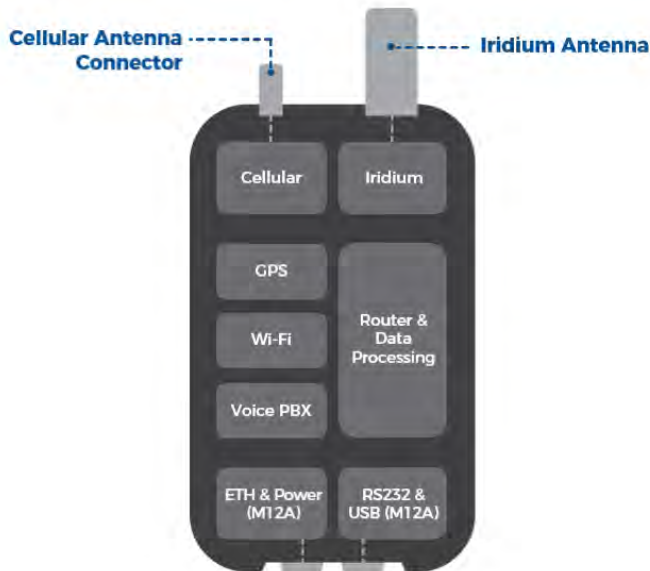 Cellular Antenna
Connector
Iridium Antenna
Cellular
Iridium
GPS
Wi-Fi
Voice PBX
Router &
Data
Processing
ETH & Power
(M12A)
RS232 &
USB (M12A)